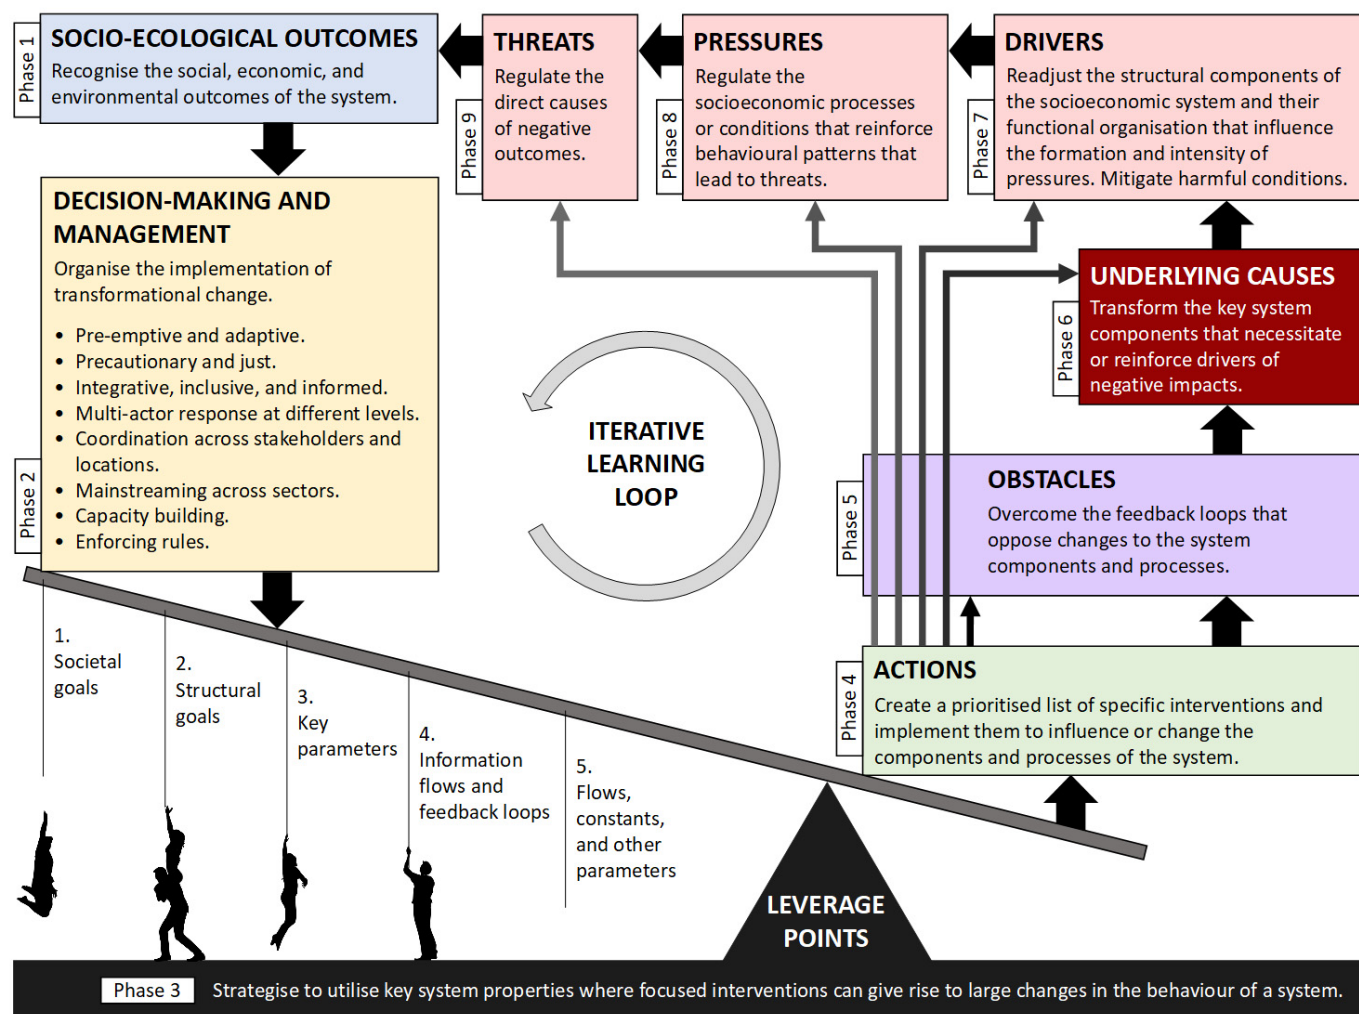 Phase 1
SOCIO-ECOLOGICAL OUTCOMES
Recognise the social, economic, and
environmental outcomes of the system.
Phase 9
THREATS
Regulate the
direct causes
of negative
outcomes.
Phase 8
PRESSURES
Regulate the
socioeconomic processes
or conditions that reinforce
behavioural patterns that
lead to threats.
Phase 7
DRIVERS
Readjust the structural components of
the socioeconomic system and their
functional organisation that influence
the formation and intensity of
pressures. Mitigate harmful conditions.
Phase 2
DECISION-MAKING AND
MANAGEMENT
Organise the implementation of
transformational change.
• Pre-emptive and adaptive.
• Precautionary and just.
• Integrative, inclusive, and informed.
• Multi-actor response at different levels.
• Coordination across stakeholders and
locations.
• Mainstreaming across sectors.
• Capacity building.
• Enforcing rules.
ITERATIVE
LEARNING
LOOP
Phase 6
UNDERLYING CAUSES
Transform the key system
components that necessitate
or reinforce drivers of
negative impacts.
Phase 5
OBSTACLES
Overcome the feedback loops that
oppose changes to the system
components and processes.
Phase 4
ACTIONS
Create a prioritised list of specific interventions and
implement them to influence or change the
components and processes of the system.
1.
Societal
goals
2.
Structural
goals
3.
Key
parameters
4.
Information
flows and
feedback loops
5.
Flows,
constants,
and other
parameters
LEVERAGE
POINTS
Phase 3
Strategise to utilise key system properties where focused interventions can give rise to large changes in the behaviour of a system.